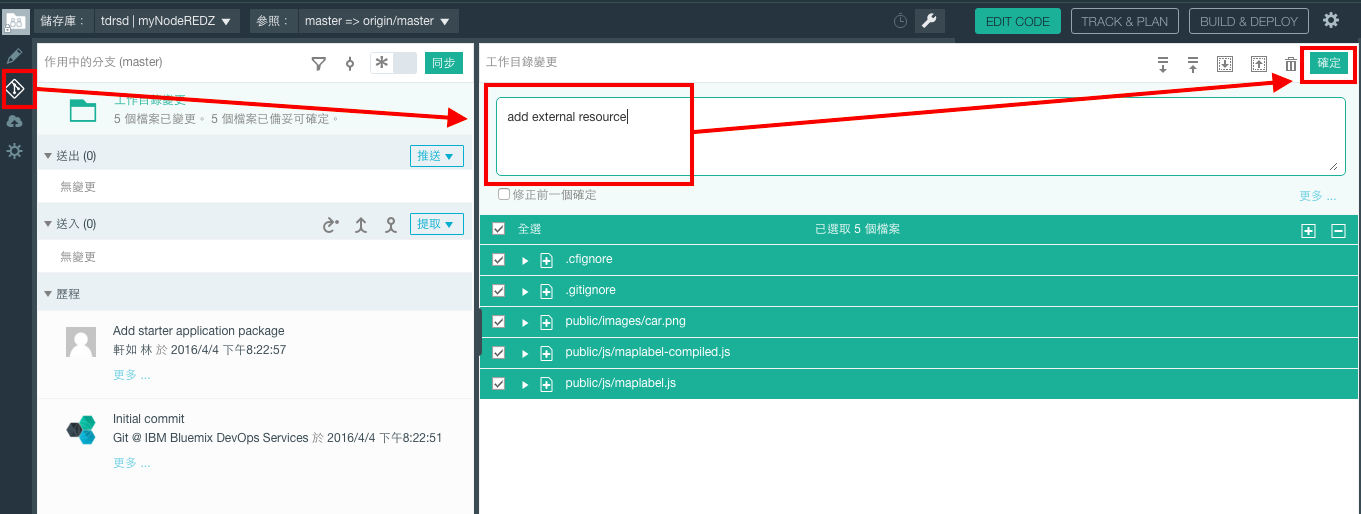 儲存庫： tdrsd | myNodeREDZ 參照： master => origin/master EDIT CODE TRACK & PLAN BUILD & DEPLOY
作用中的分支 (master) 同步
工作目錄變更
5 個檔案已變更。 5 個檔案已備妥可確定。
送出 (0) 推送
無變更
送入 (0) 提取
無變更
歷程
Add starter application package
軒如 林 於 2016/4/4 下午8:22:57
更多 ...
Initial commit
Git @ IBM Bluemix DevOps Services 於 2016/4/4 下午8:22:51
更多 ...
工作目錄變更 確定
add external resource
修正前一個確定 更多 ...
全選 已選取 5 個檔案
.cfignore
.gitignore
public/images/car.png
public/js/maplabel-compiled.js
public/js/maplabel.js